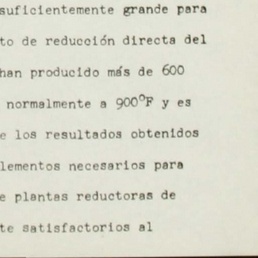 suficientemente grande para
to de reducción directa del
han producido más de 600
normalmente a 900°F y es
e los resultados obtenidos
lementos necesarios para
e plantas reductoras de
te satisfactorios al